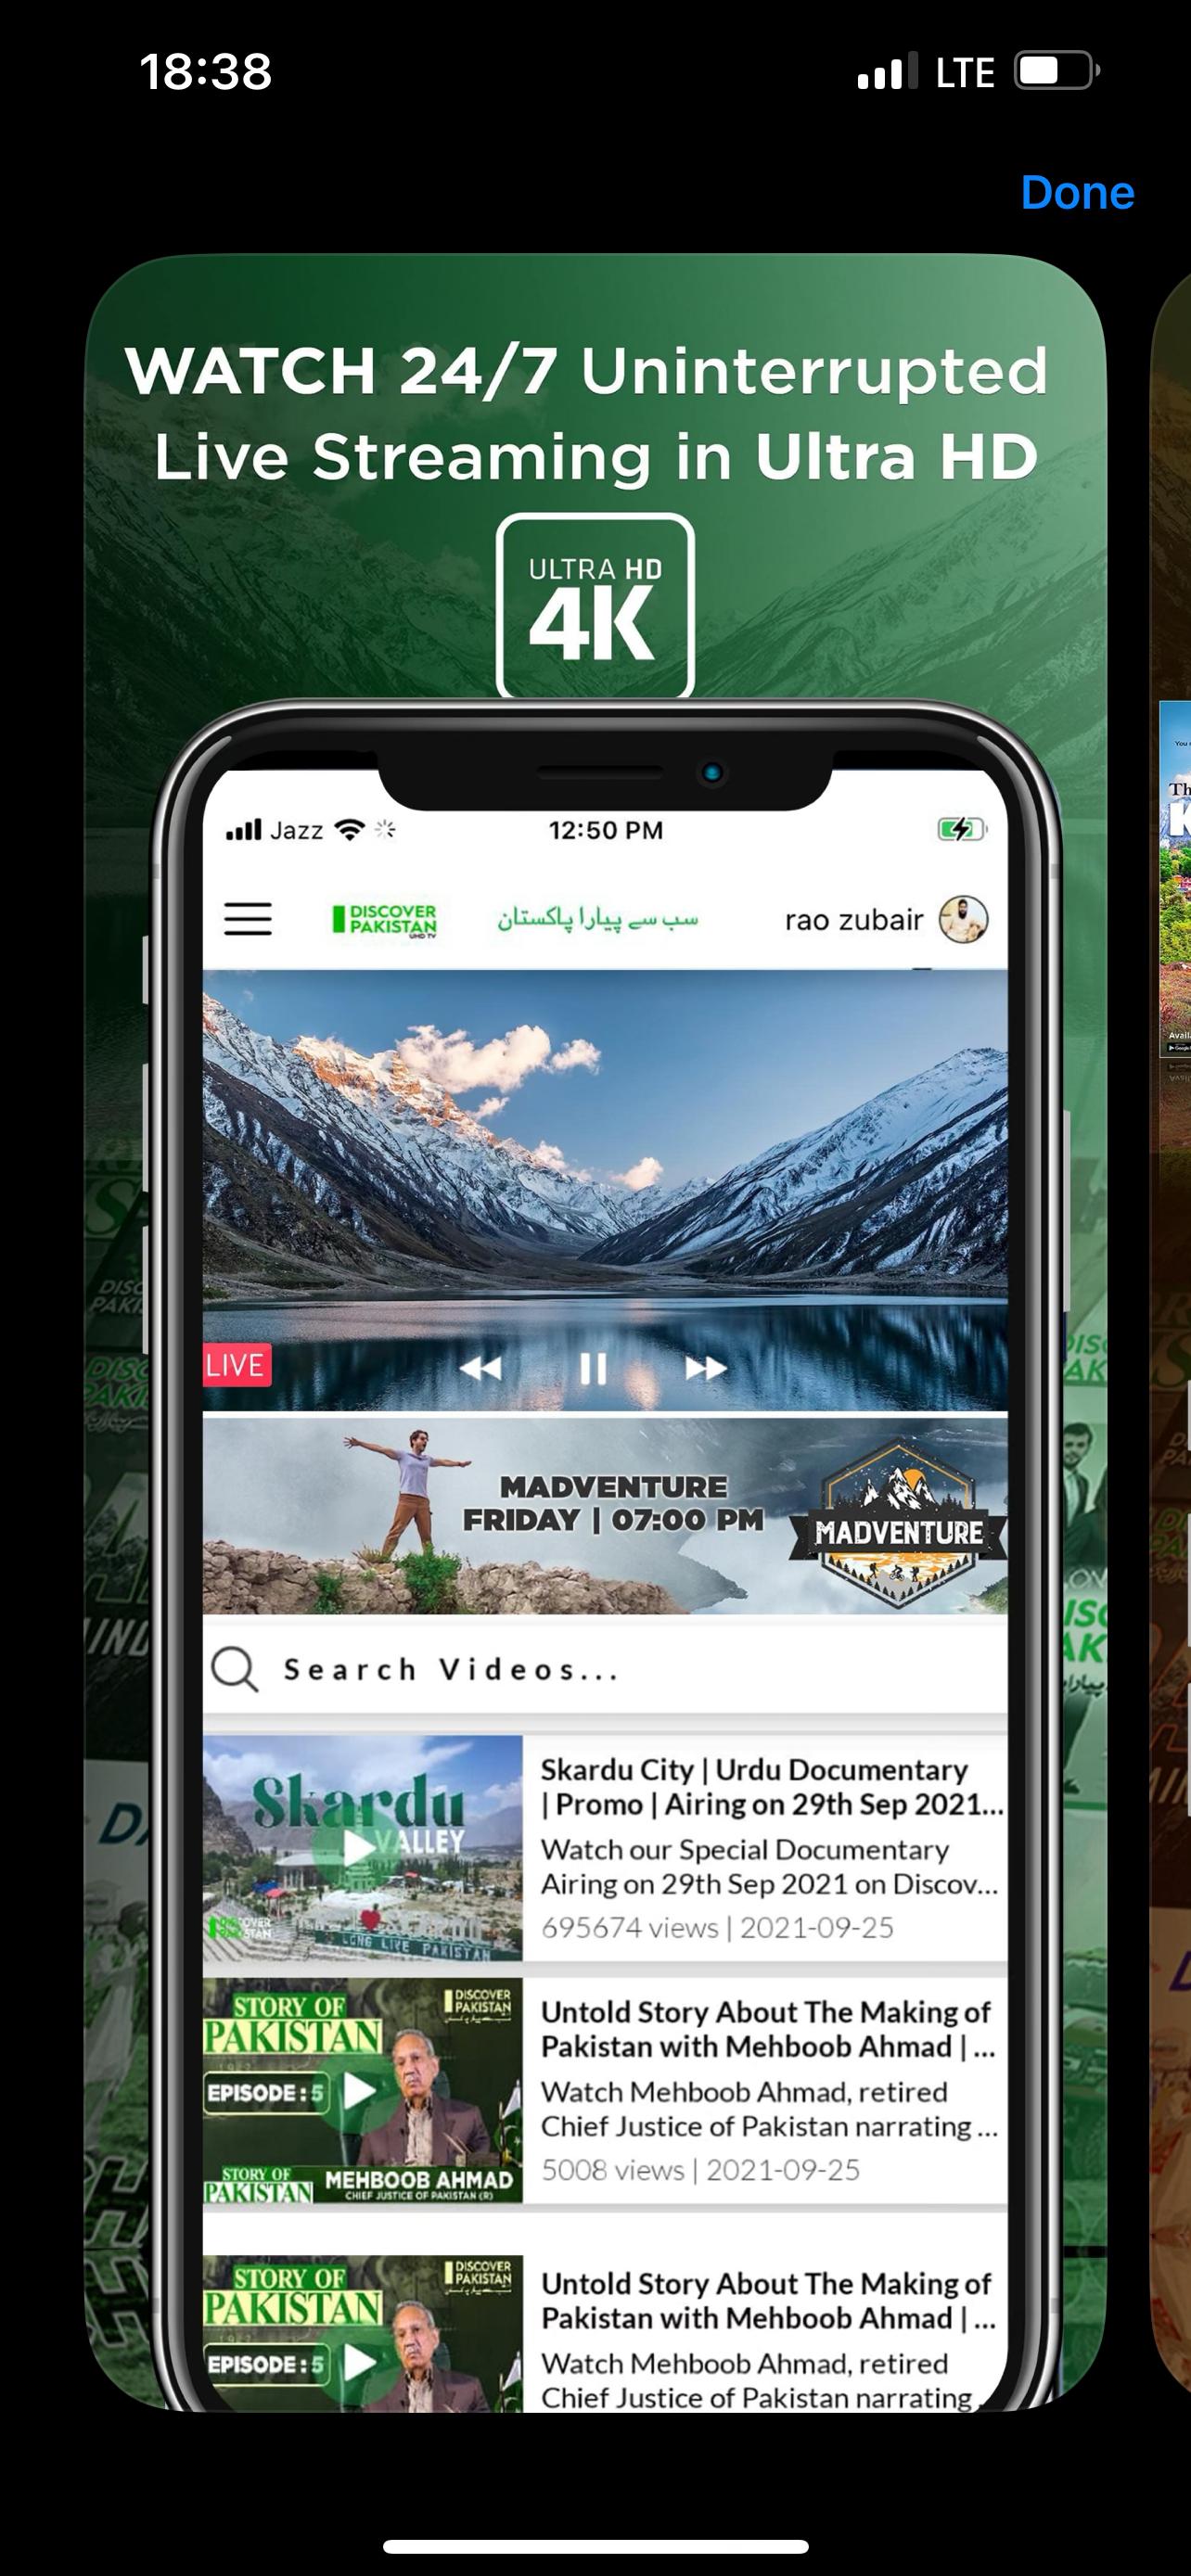 18:38
LTE
Done
WATCH 24/7 Uninterrupted
Live Streaming in Ultra HD
ULTRA HD
4K
Jazz
12:50 PM
DISCOVER
PAKISTAN
UHD TV
سب سے پیارا پاکستان
rao zubair
LIVE
MADVENTURE
FRIDAY | 07:00 PM
MADVENTURE
Search Videos...
Skardu
VALLEY
LONG LIVE PAKISTAN
Skardu City | Urdu Documentary
| Promo | Airing on 29th Sep 2021...
Watch our Special Documentary
Airing on 29th Sep 2021 on Discov...
695674 views | 2021-09-25
STORY OF
PAKISTAN
DISCOVER
PAKISTAN
EPISODE : 5
STORY OF
PAKISTAN
MEHBOOB AHMAD
CHIEF JUSTICE OF PAKISTAN (R)
Untold Story About The Making of
Pakistan with Mehboob Ahmad | ...
Watch Mehboob Ahmad, retired
Chief Justice of Pakistan narrating ...
5008 views | 2021-09-25
STORY OF
PAKISTAN
DISCOVER
PAKISTAN
EPISODE : 5
Untold Story About The Making of
Pakistan with Mehboob Ahmad | ...
Watch Mehboob Ahmad, retired
Chief Justice of Pakistan narrating